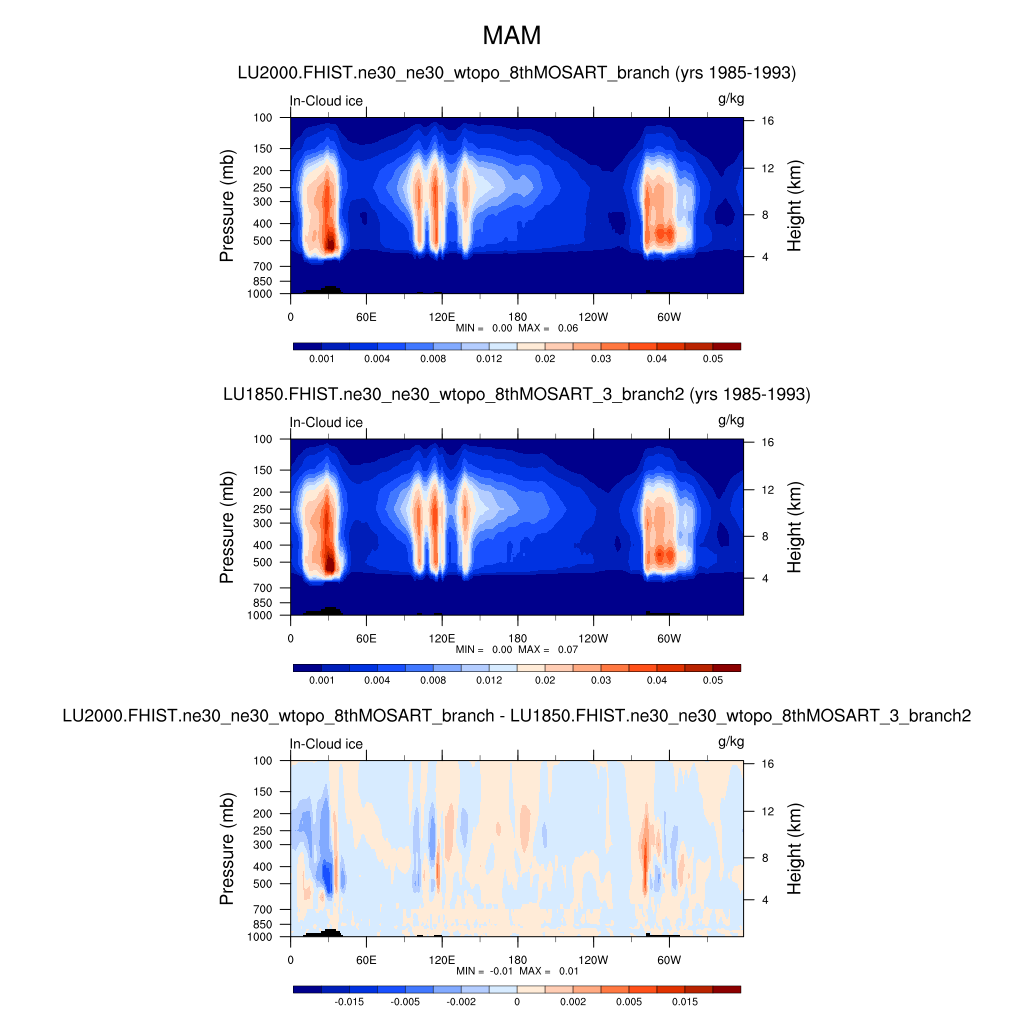 MAM
LU2000.FHIST.ne30_ne30_wtopo_8thMOSART_branch (yrs 1985-1993)
In-Cloud ice
g/kg
Pressure (mb)
100
150
200
250
300
400
500
700
850
1000
16
12
8
4
Height (km)
0 60E 120E 180 120W 60W
MIN = 0.00 MAX = 0.06
0.001 0.004 0.008 0.012 0.02 0.03 0.04 0.05
LU1850.FHIST.ne30_ne30_wtopo_8thMOSART_3_branch2 (yrs 1985-1993)
In-Cloud ice
g/kg
Pressure (mb)
100
150
200
250
300
400
500
700
850
1000
16
12
8
4
Height (km)
0 60E 120E 180 120W 60W
MIN = 0.00 MAX = 0.07
0.001 0.004 0.008 0.012 0.02 0.03 0.04 0.05
LU2000.FHIST.ne30_ne30_wtopo_8thMOSART_branch - LU1850.FHIST.ne30_ne30_wtopo_8thMOSART_3_branch2
In-Cloud ice
g/kg
Pressure (mb)
100
150
200
250
300
400
500
700
850
1000
16
12
8
4
Height (km)
0 60E 120E 180 120W 60W
MIN = -0.01 MAX = 0.01
-0.015 -0.005 -0.002 0 0.002 0.005 0.015